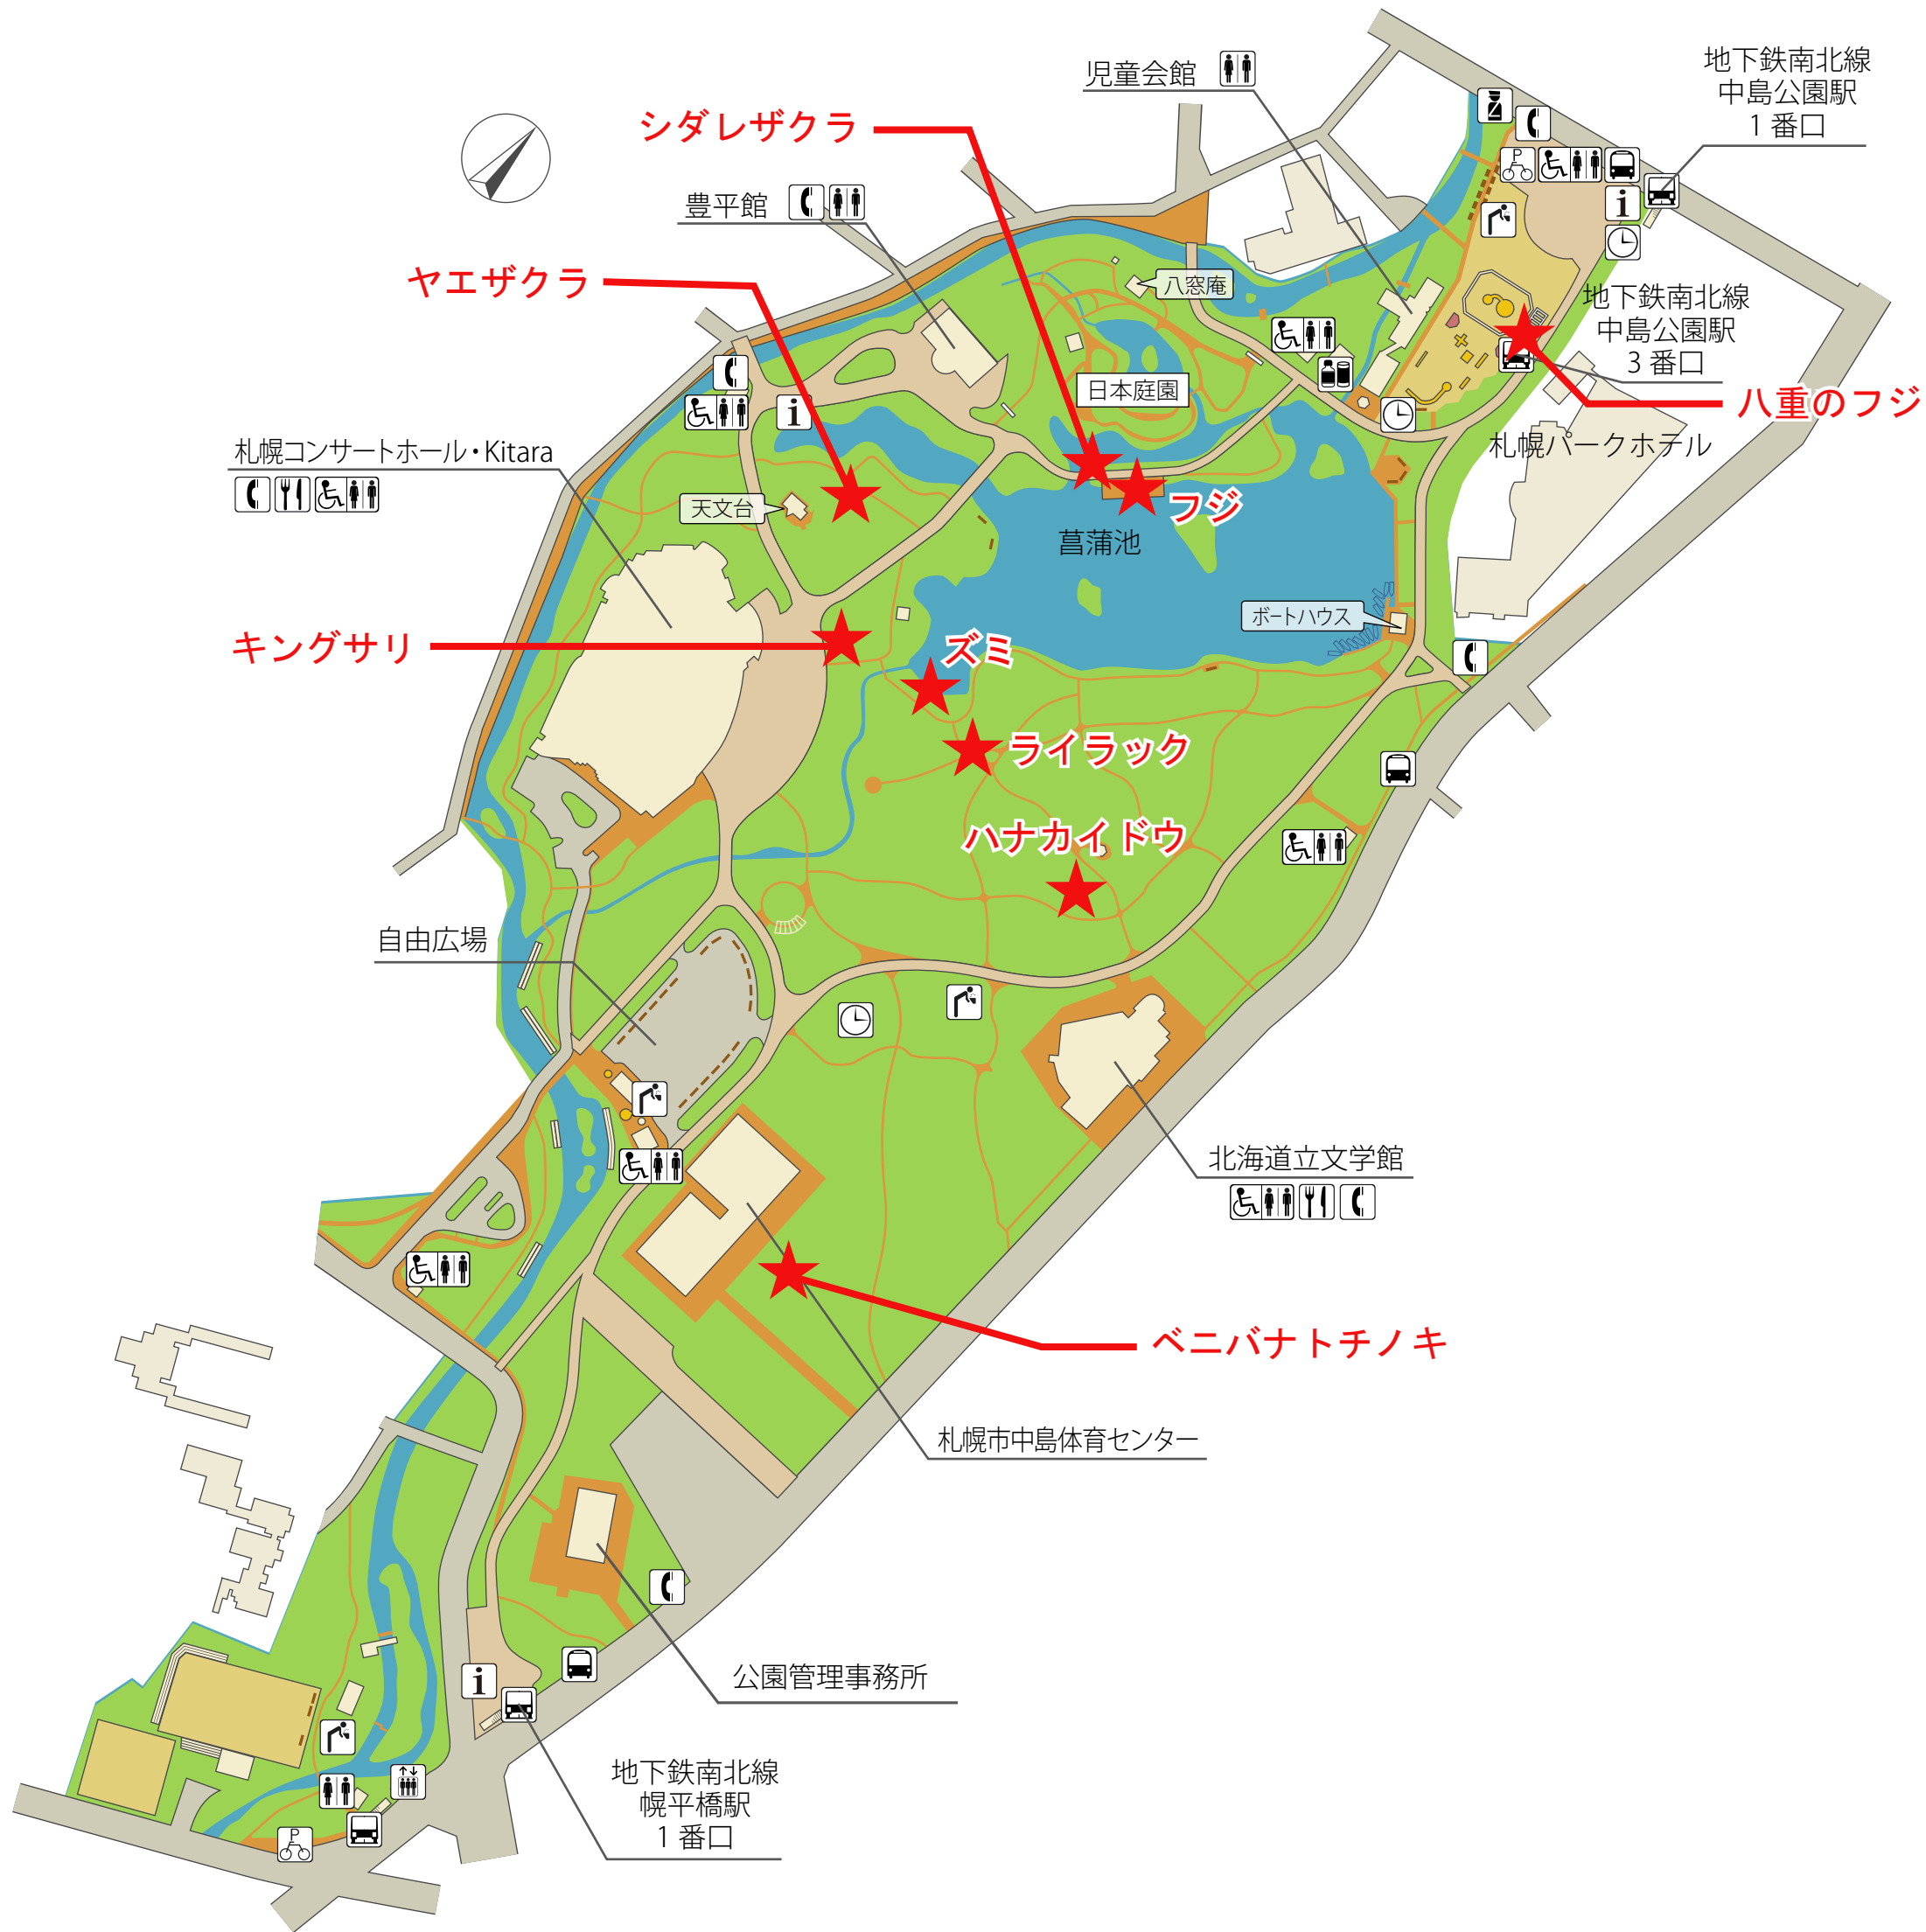 地下鉄南北線
中島公園駅
1 番口
児童会館
シダレザクラ
豊平館
ヤエザクラ
八窓庵
地下鉄南北線
中島公園駅
3 番口
日本庭園
八重のフジ
札幌パークホテル
札幌コンサートホール・Kitara
天文台
フジ
菖蒲池
ボートハウス
キングサリ
ズミ
ライラック
ハナカイドウ
自由広場
北海道立文学館
ベニバナトチノキ
札幌市中島体育センター
公園管理事務所
地下鉄南北線
幌平橋駅
1 番口
P
i
i
i
P